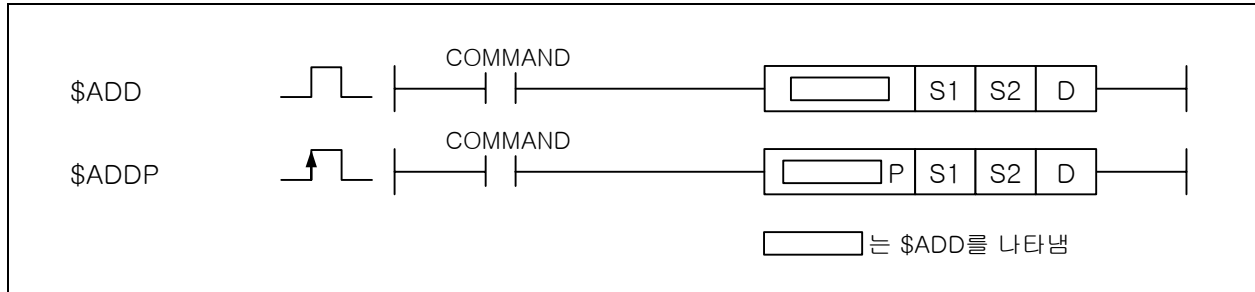 COMMAND
$ADD S1 S2 D
COMMAND
$ADDP P S1 S2 D
는 $ADD를 나타냄